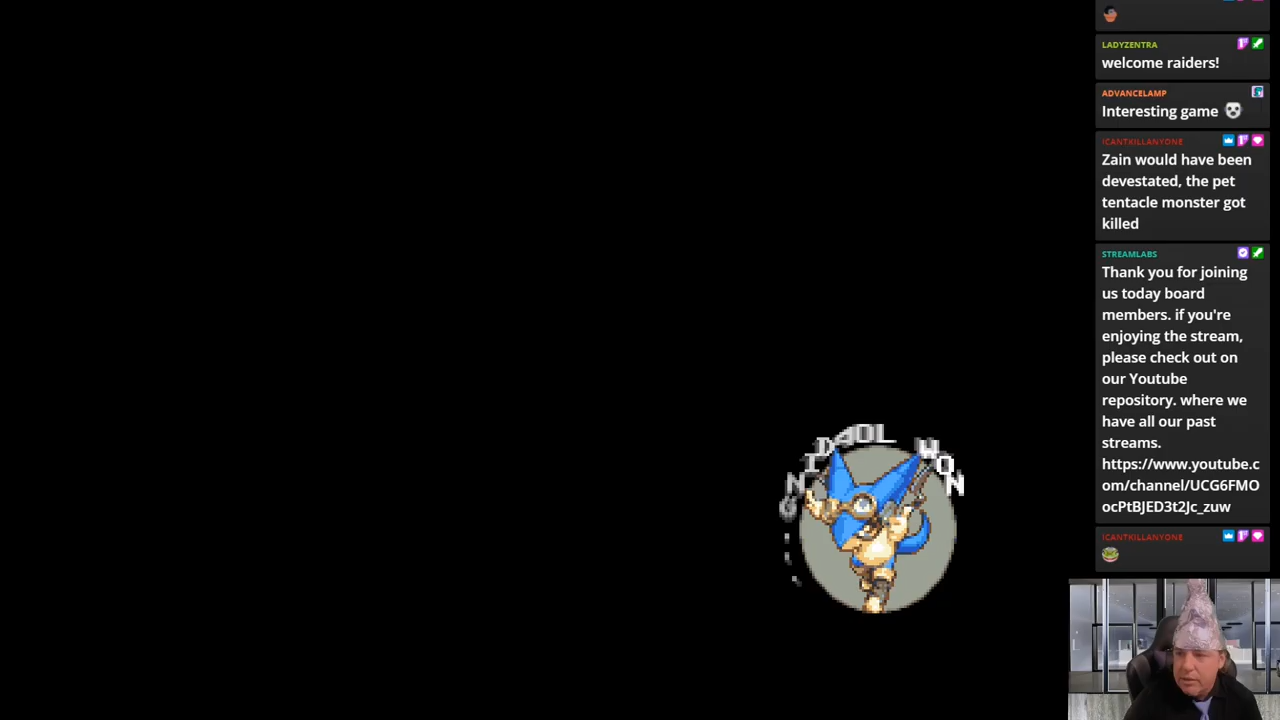 LADYZENTRA
welcome raiders!
ADVANCELAMP
Interesting game
ICANTKILLANYONE
Zain would have been
devestated, the pet
tentacle monster got
killed
STREAMLABS
Thank you for joining
us today board
members. if you're
enjoying the stream,
please check out on
our Youtube
repository. where we
have all our past
streams.
https://www.youtube.c
om/channel/UCG6FMO
ocPtBJED3t2Jc_zuw
ICANTKILLANYONE
NOW LOADING...